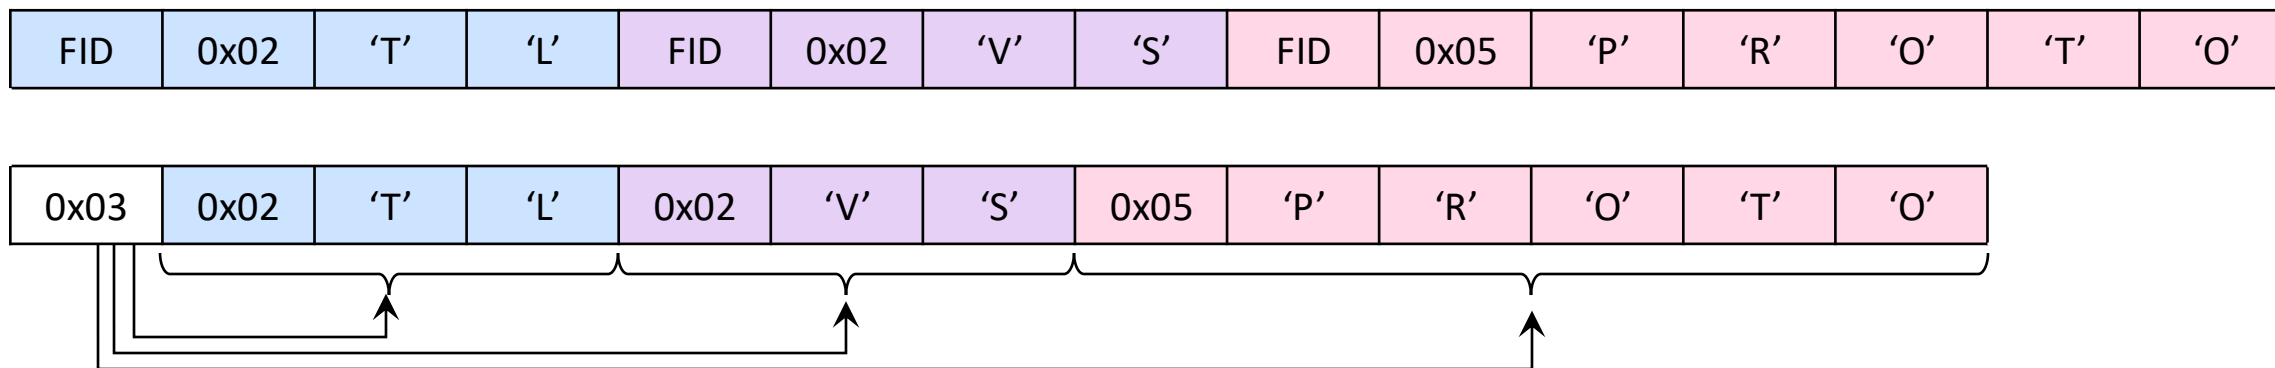 FID 0x02 ‘T’ ‘L’ FID 0x02 ‘V’ ‘S’ FID 0x05 ‘P’ ‘R’ ‘O’ ‘T’ ‘O’
0x03 0x02 ‘T’ ‘L’ 0x02 ‘V’ ‘S’ 0x05 ‘P’ ‘R’ ‘O’ ‘T’ ‘O’